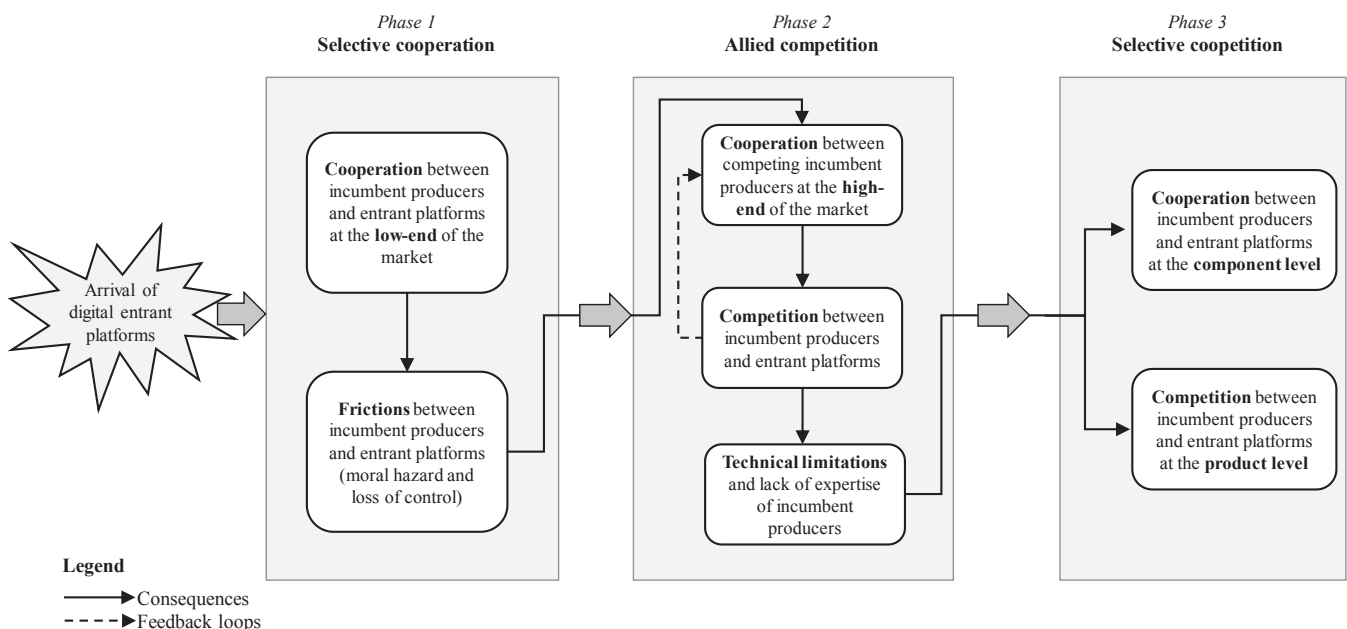 Phase 1
Selective cooperation
Phase 2
Allied competition
Phase 3
Selective coopetition
Arrival of
digital entrant
platforms
Cooperation between
incumbent producers
and entrant platforms
at the low-end of the
market
Frictions between
incumbent producers
and entrant platforms
(moral hazard and
loss of control)
Cooperation between
competing incumbent
producers at the high-
end of the market
Competition between
incumbent producers
and entrant platforms
Technical limitations
and lack of expertise
of incumbent
producers
Cooperation between
incumbent producers
and entrant platforms
at the component level
Competition between
incumbent producers
and entrant platforms
at the product level
Legend
Consequences
Feedback loops